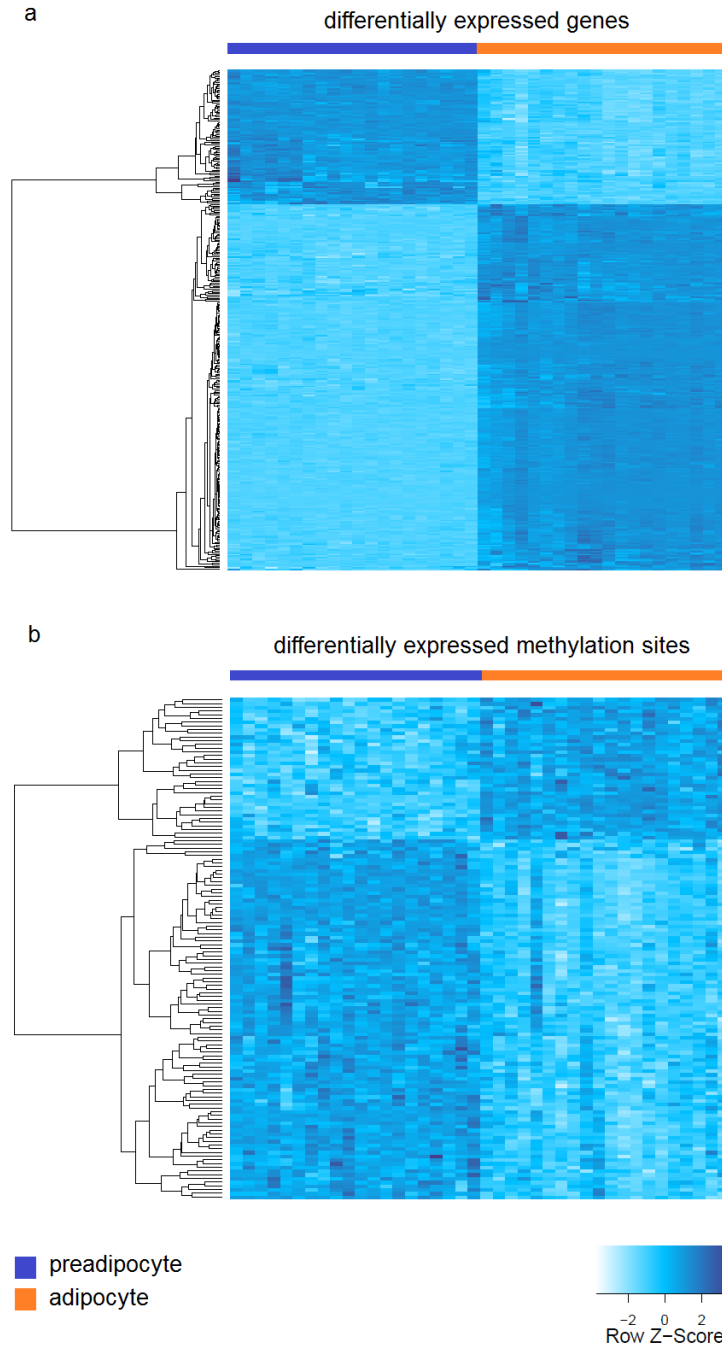 a
differentially expressed genes
b
differentially expressed methylation sites
preadipocyte
adipocyte
−2 0 2
Row Z−Score